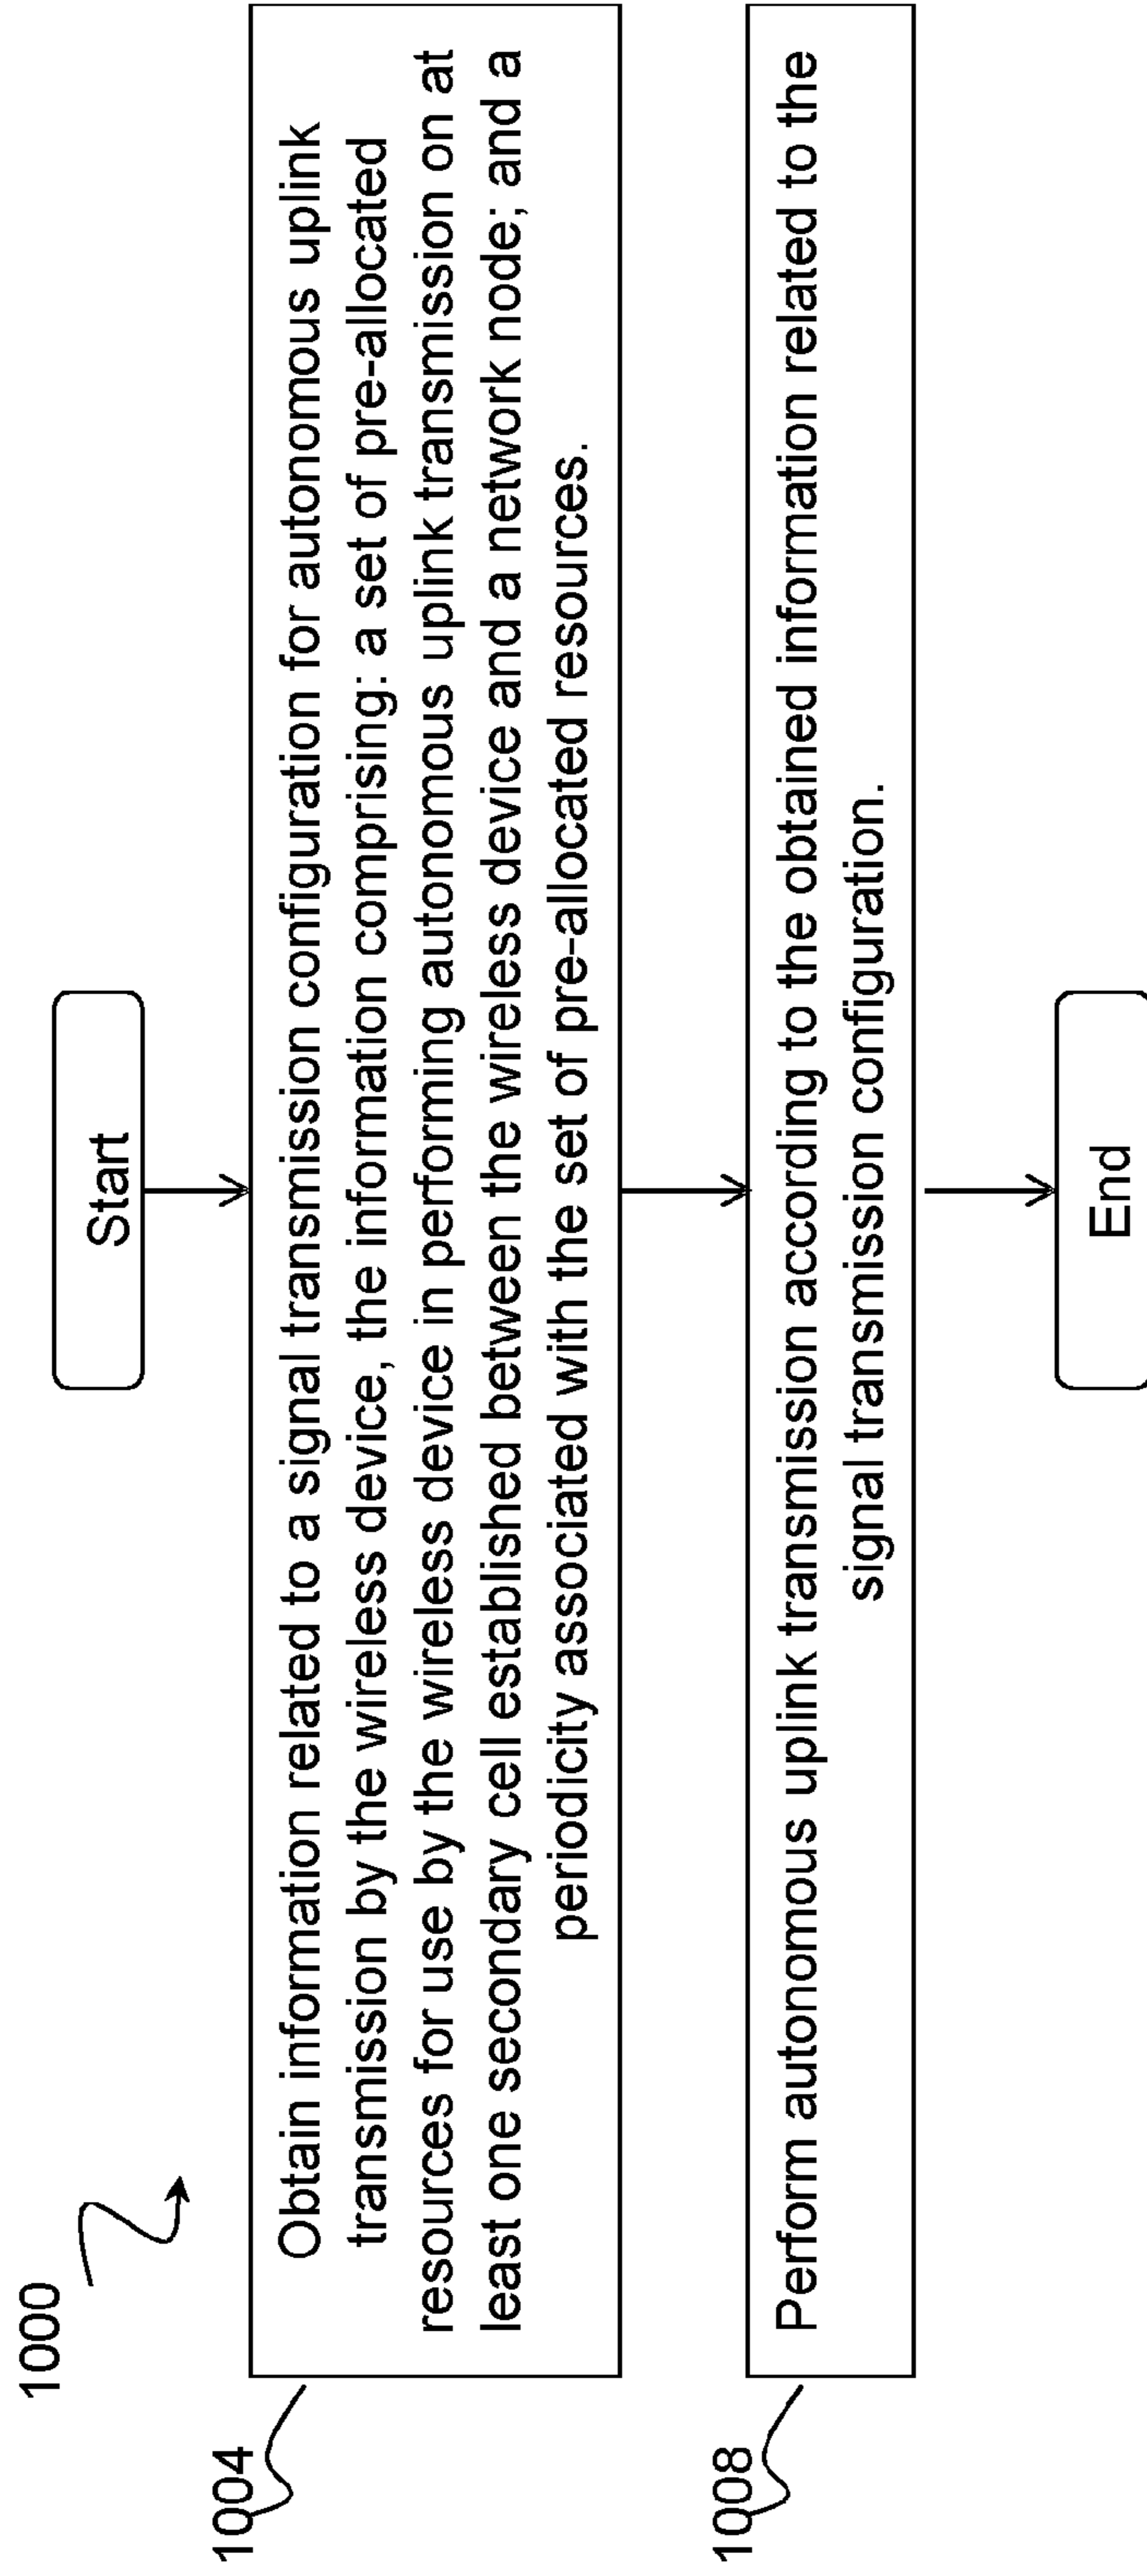 1000
Start
1004
Obtain information related to a signal transmission configuration for autonomous uplink
transmission by the wireless device, the information comprising: a set of pre-allocated
resources for use by the wireless device in performing autonomous uplink transmission on at
least one secondary cell established between the wireless device and a network node; and a
periodicity associated with the set of pre-allocated resources.
1008
Perform autonomous uplink transmission according to the obtained information related to the
signal transmission configuration.
End